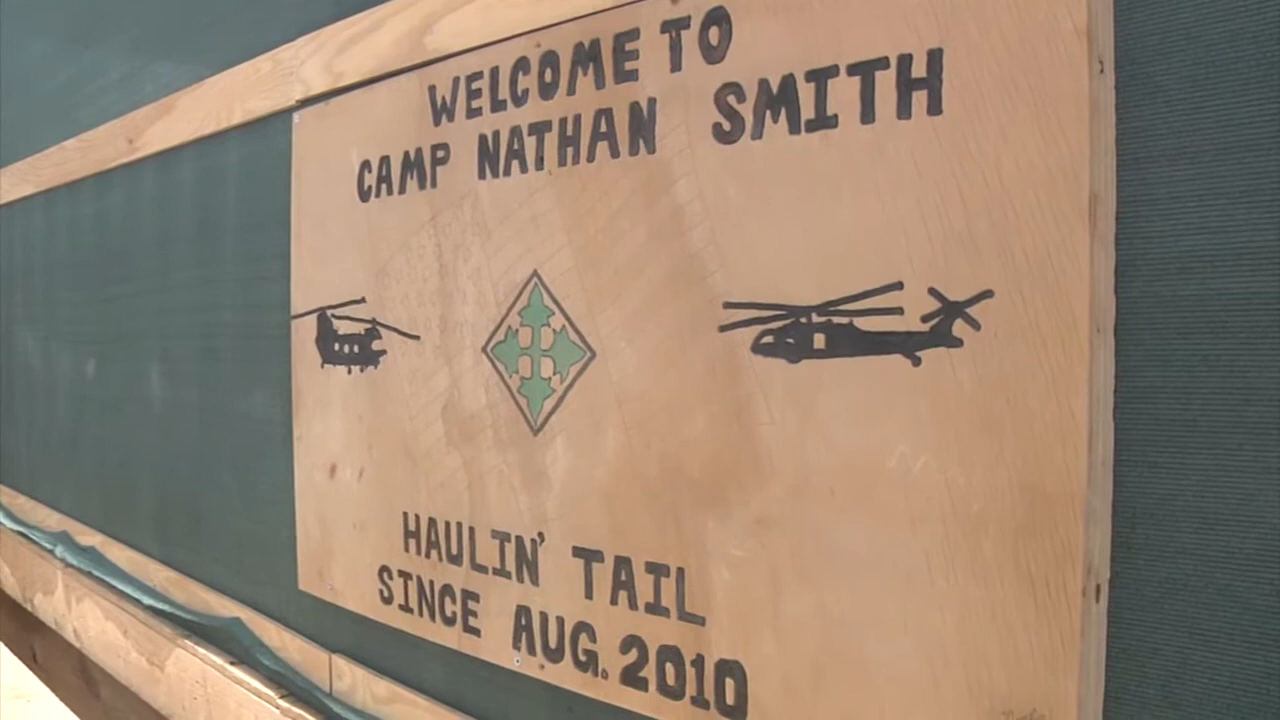 WELCOME TO
CAMP NATHAN SMITH
HAULIN' TAIL
SINCE AUG. 2010